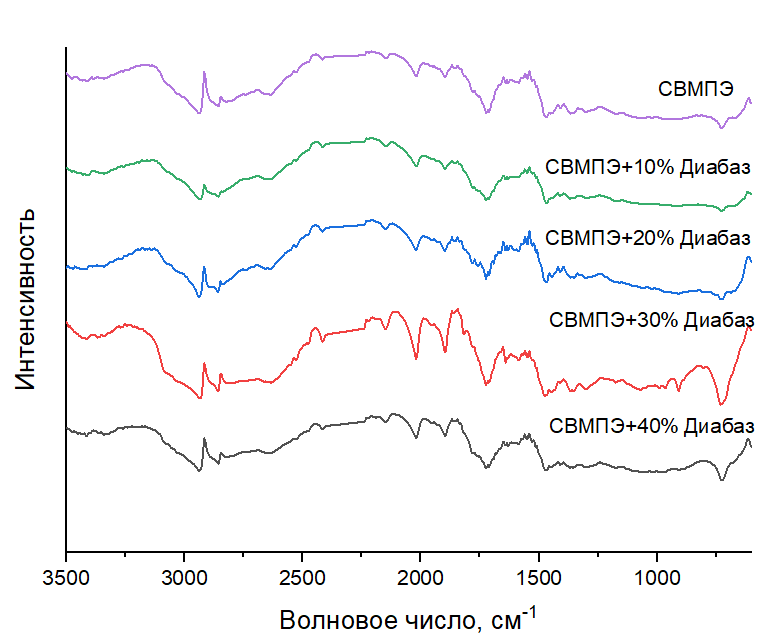 СВМПЭ
СВМПЭ+10% Диабаз
СВМПЭ+20% Диабаз
СВМПЭ+30% Диабаз
СВМПЭ+40% Диабаз
Интенсивность
3500 3000 2500 2000 1500 1000
Волновое число, см⁻¹